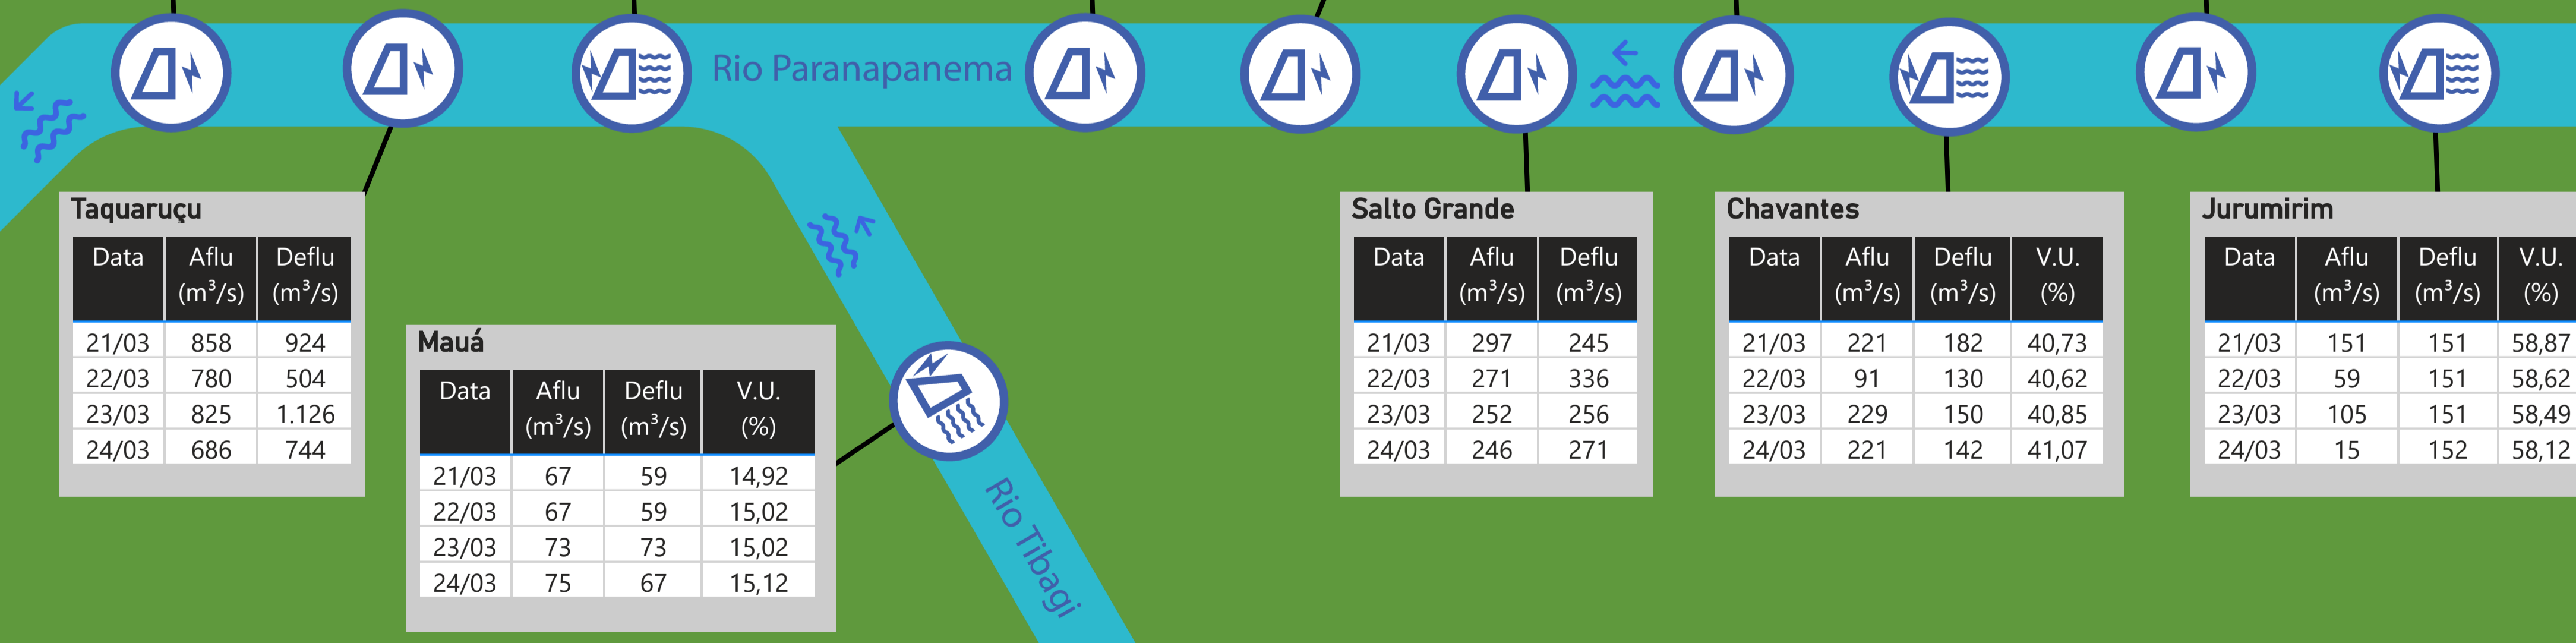 Rio Paranapanema
Taquaruçu
Data Aflu (m³/s) Deflu (m³/s)
21/03 858 924
22/03 780 504
23/03 825 1.126
24/03 686 744
Mauá
Data Aflu (m³/s) Deflu (m³/s) V.U. (%)
21/03 67 59 14,92
22/03 67 59 15,02
23/03 73 73 15,02
24/03 75 67 15,12
Rio Tibagi
Salto Grande
Data Aflu (m³/s) Deflu (m³/s)
21/03 297 245
22/03 271 336
23/03 252 256
24/03 246 271
Chavantes
Data Aflu (m³/s) Deflu (m³/s) V.U. (%)
21/03 221 182 40,73
22/03 91 130 40,62
23/03 229 150 40,85
24/03 221 142 41,07
Jurumirim
Data Aflu (m³/s) Deflu (m³/s) V.U. (%)
21/03 151 151 58,87
22/03 59 151 58,62
23/03 105 151 58,49
24/03 15 152 58,12